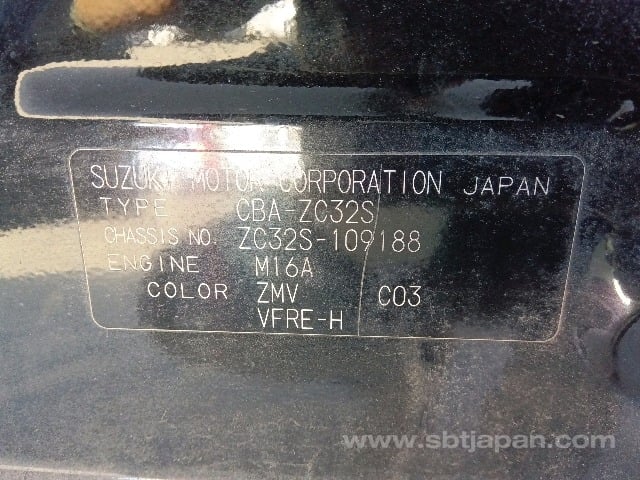 SUZUKI MOTOR CORPORATION JAPAN
TYPE CBA-ZC32S
CHASSIS NO. ZC32S-109188
ENGINE M16A
COLOR ZMV C03
VFRE-H
www.sbtjapan.com